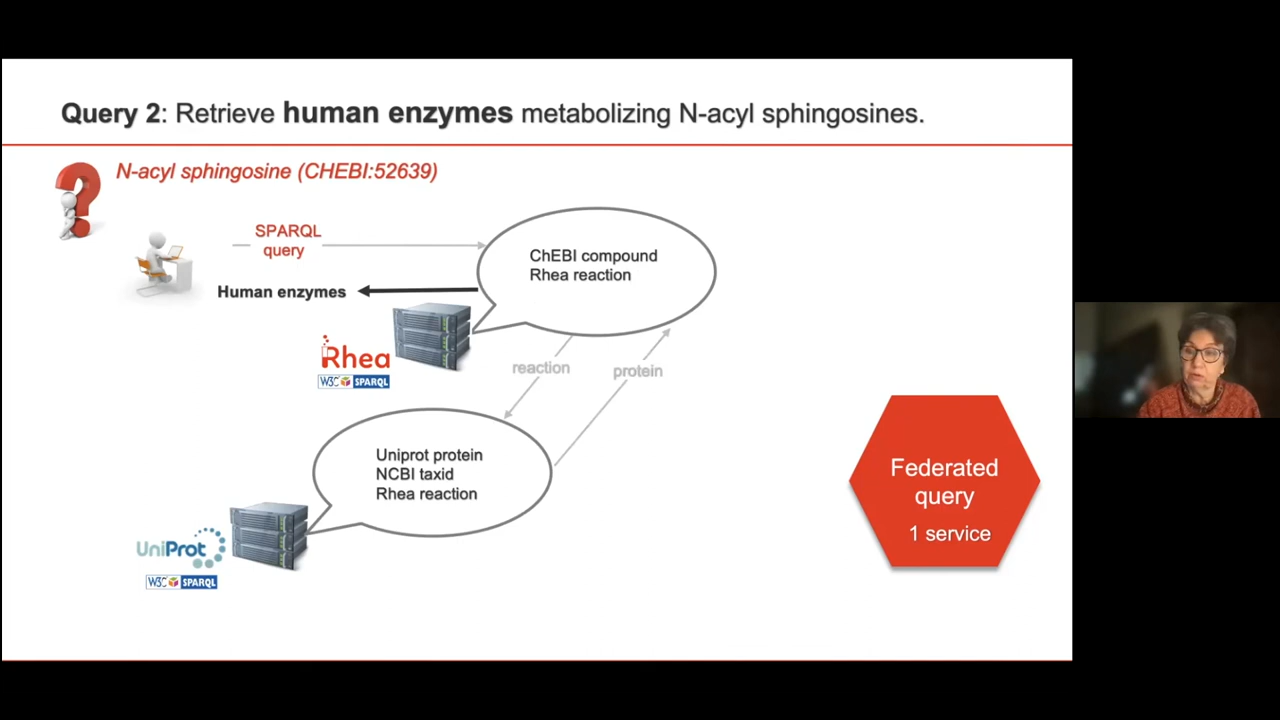 Query 2: Retrieve human enzymes metabolizing N-acyl sphingosines.
N-acyl sphingosine (CHEBI:52639)
SPARQL
query
Human enzymes
ChEBI compound
Rhea reaction
Rhea
W3C SPARQL
reaction
protein
Uniprot protein
NCBI taxid
Rhea reaction
UniProt
W3C SPARQL
Federated
query
1 service